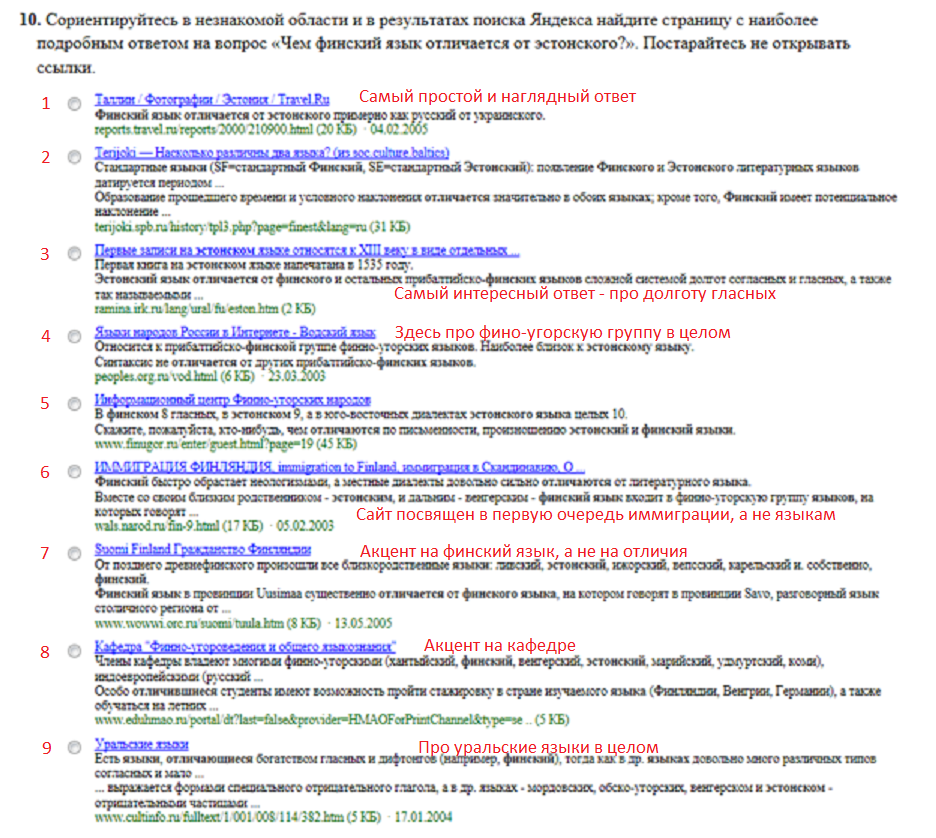 10. Сориентируйтесь в незнакомой области и в результатах поиска Яндекса найдите страницу с наиболее
подробным ответом на вопрос «Чем финский язык отличается от эстонского?». Постарайтесь не открывать
ссылки.
1 Таллин / Фотографии / Эстония / Travel.Ru Самый простой и наглядный ответ
Финский язык отличается от эстонского примерно как русский от украинского.
reports.travel.ru/reports/2000/210900.html (20 КБ) · 04.02.2005
2 Terijoki — Насколько различны два языка? (из soc.culture.baltics)
Стандартные языки (SF=стандартный Финский, SE=стандартный Эстонский): появление Финского и Эстонского литературных языков
датируется периодом ...
Образование прошедшего времени и условного наклонения отличается значительно в обоих языках; кроме того, Финский имеет потенциальное
наклонение ...
terijoki.spb.ru/history/tpl3.php?page=finest&lang=ru (31 КБ)
3 Первые записи на эстонском языке относятся к XIII веку в виде отдельных ...
Первая книга на эстонском языке напечатана в 1535 году.
Эстонский язык отличается от финского и остальных прибалтийско-финских языков сложной системой долгот согласных и гласных, а также
так называемыми ... Самый интересный ответ - про долготу гласных
ramina.irk.ru/lang/ural/fu/eston.htm (2 КБ)
4 Языки народов России в Интернете - Водский язык Здесь про фино-угорскую группу в целом
Относится к прибалтийско-финской группе финно-угорских языков. Наиболее близок к эстонскому языку.
Синтаксис не отличается от других прибалтийско-финских языков.
peoples.org.ru/vod.html (6 КБ) · 23.03.2003
5 Информационный центр Финно-угорских народов
В финском 8 гласных, в эстонском 9, а в юго-восточных диалектах эстонского языка целых 10.
Скажите, пожалуйста, кто-нибудь, чем отличаются по письменности, произношению эстонский и финский языки.
www.finugor.ru/enter/guest.html?page=19 (45 КБ)
6 ИММИГРАЦИЯ ФИНЛЯНДИЯ, immigration to Finland, иммиграция в Скандинавию, О ...
Финский быстро обрастает неологизмами, а местные диалекты довольно сильно отличаются от литературного языка.
Вместе со своим близким родственником - эстонским, и дальним - венгерским - финский язык входит в финно-угорскую группу языков, на
которых говорят ... Сайт посвящен в первую очередь иммиграции, а не языкам
wals.narod.ru/fin-9.html (17 КБ) · 05.02.2003
7 Suomi Finland Гражданство Финляндии Акцент на финский язык, а не на отличия
От позднего древнефинского произошли все близкородственные языки: ливский, эстонский, ижорский, вепсский, карельский и. собственно,
финский.
Финский язык в провинции Uusimaa существенно отличается от финского языка, на котором говорят в провинции Savo, разговорный язык
столичного региона от ...
www.wowwi.orc.ru/suomi/tuula.htm (8 КБ) · 13.05.2005
8 Кафедра "Финно-угроведения и общего языкознания" Акцент на кафедре
Члены кафедры владеют многими финно-угорскими (хантыйский, финский, венгерский, эстонский, марийский, удмуртский, коми),
индоевропейскими (русский ...
Особо отличившиеся студенты имеют возможность пройти стажировку в стране изучаемого языка (Финляндии, Венгрии, Германии), а также
обучаться на летних ...
www.eduhmao.ru/portal/dt?last=false&provider=HMAOForPrintChannel&type=se .. (5 КБ)
9 Уральские языки Про уральские языки в целом
Есть языки, отличающиеся богатством гласных и дифтонгов (например, финский), тогда как в др. языках довольно много различных типов
согласных и мало ...
... выражается формами специального отрицательного глагола, а в др. языках - мордовских, обско-угорских, венгерском и эстонском -
отрицательными частицами ...
www.cultinfo.ru/fulltext/1/001/008/114/382.htm (5 КБ) · 17.01.2004